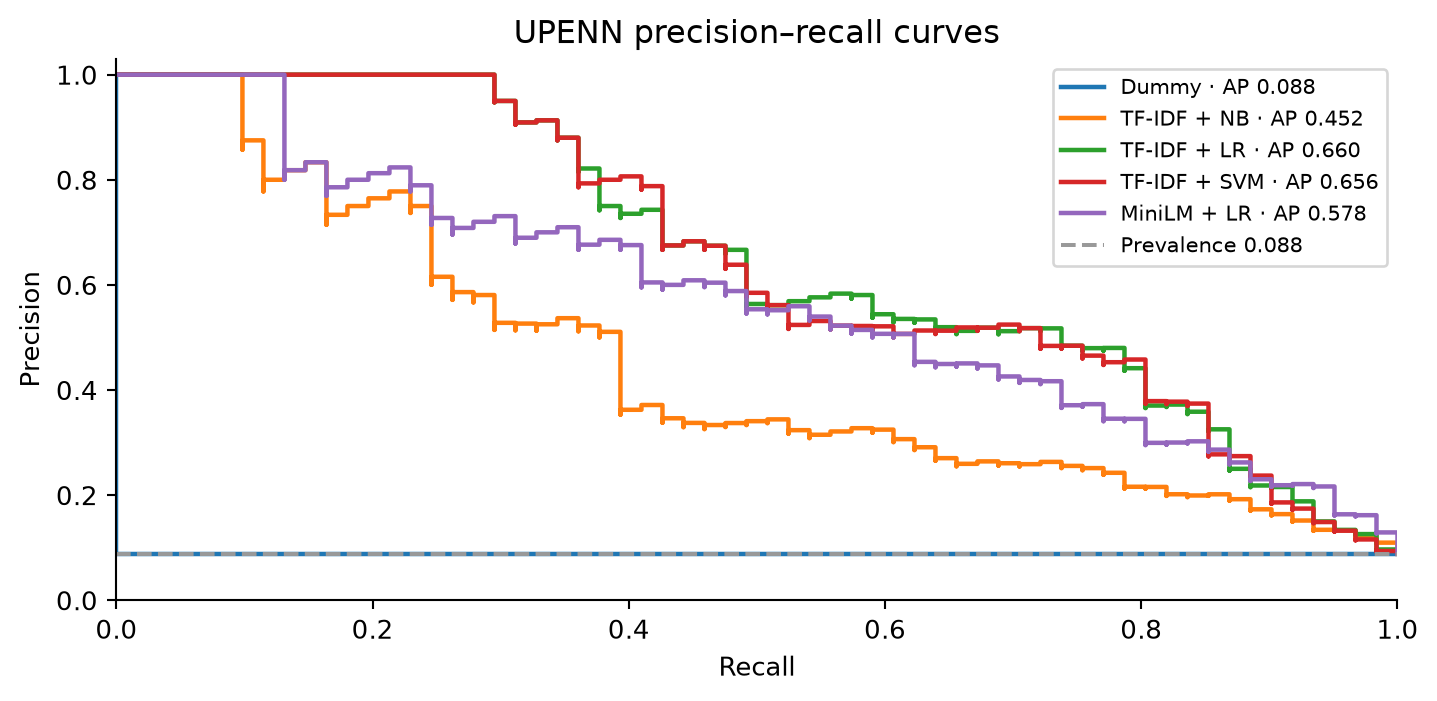 UPENN precision–recall curves
Dummy · AP 0.088
TF-IDF + NB · AP 0.452
TF-IDF + LR · AP 0.660
TF-IDF + SVM · AP 0.656
MiniLM + LR · AP 0.578
Prevalence 0.088
Precision
1.0
0.8
0.6
0.4
0.2
0.0
0.0 0.2 0.4 0.6 0.8 1.0
Recall